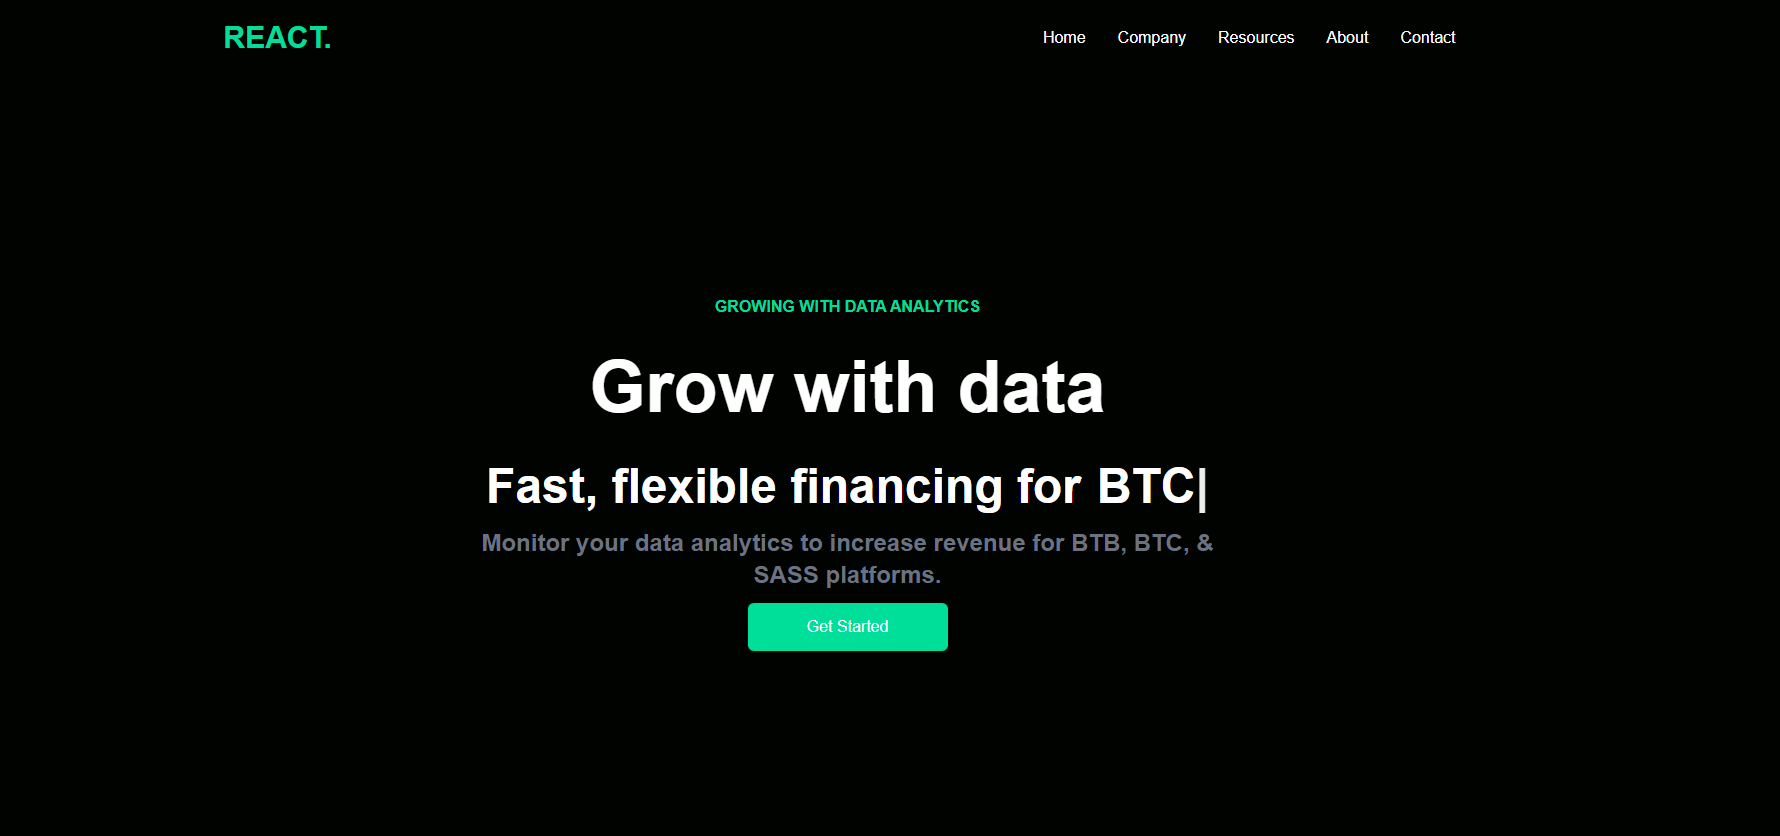 REACT.
Home Company Resources About Contact
GROWING WITH DATA ANALYTICS
Grow with data
Fast, flexible financing for BTC|
Monitor your data analytics to increase revenue for BTB, BTC, &
SASS platforms.
Get Started